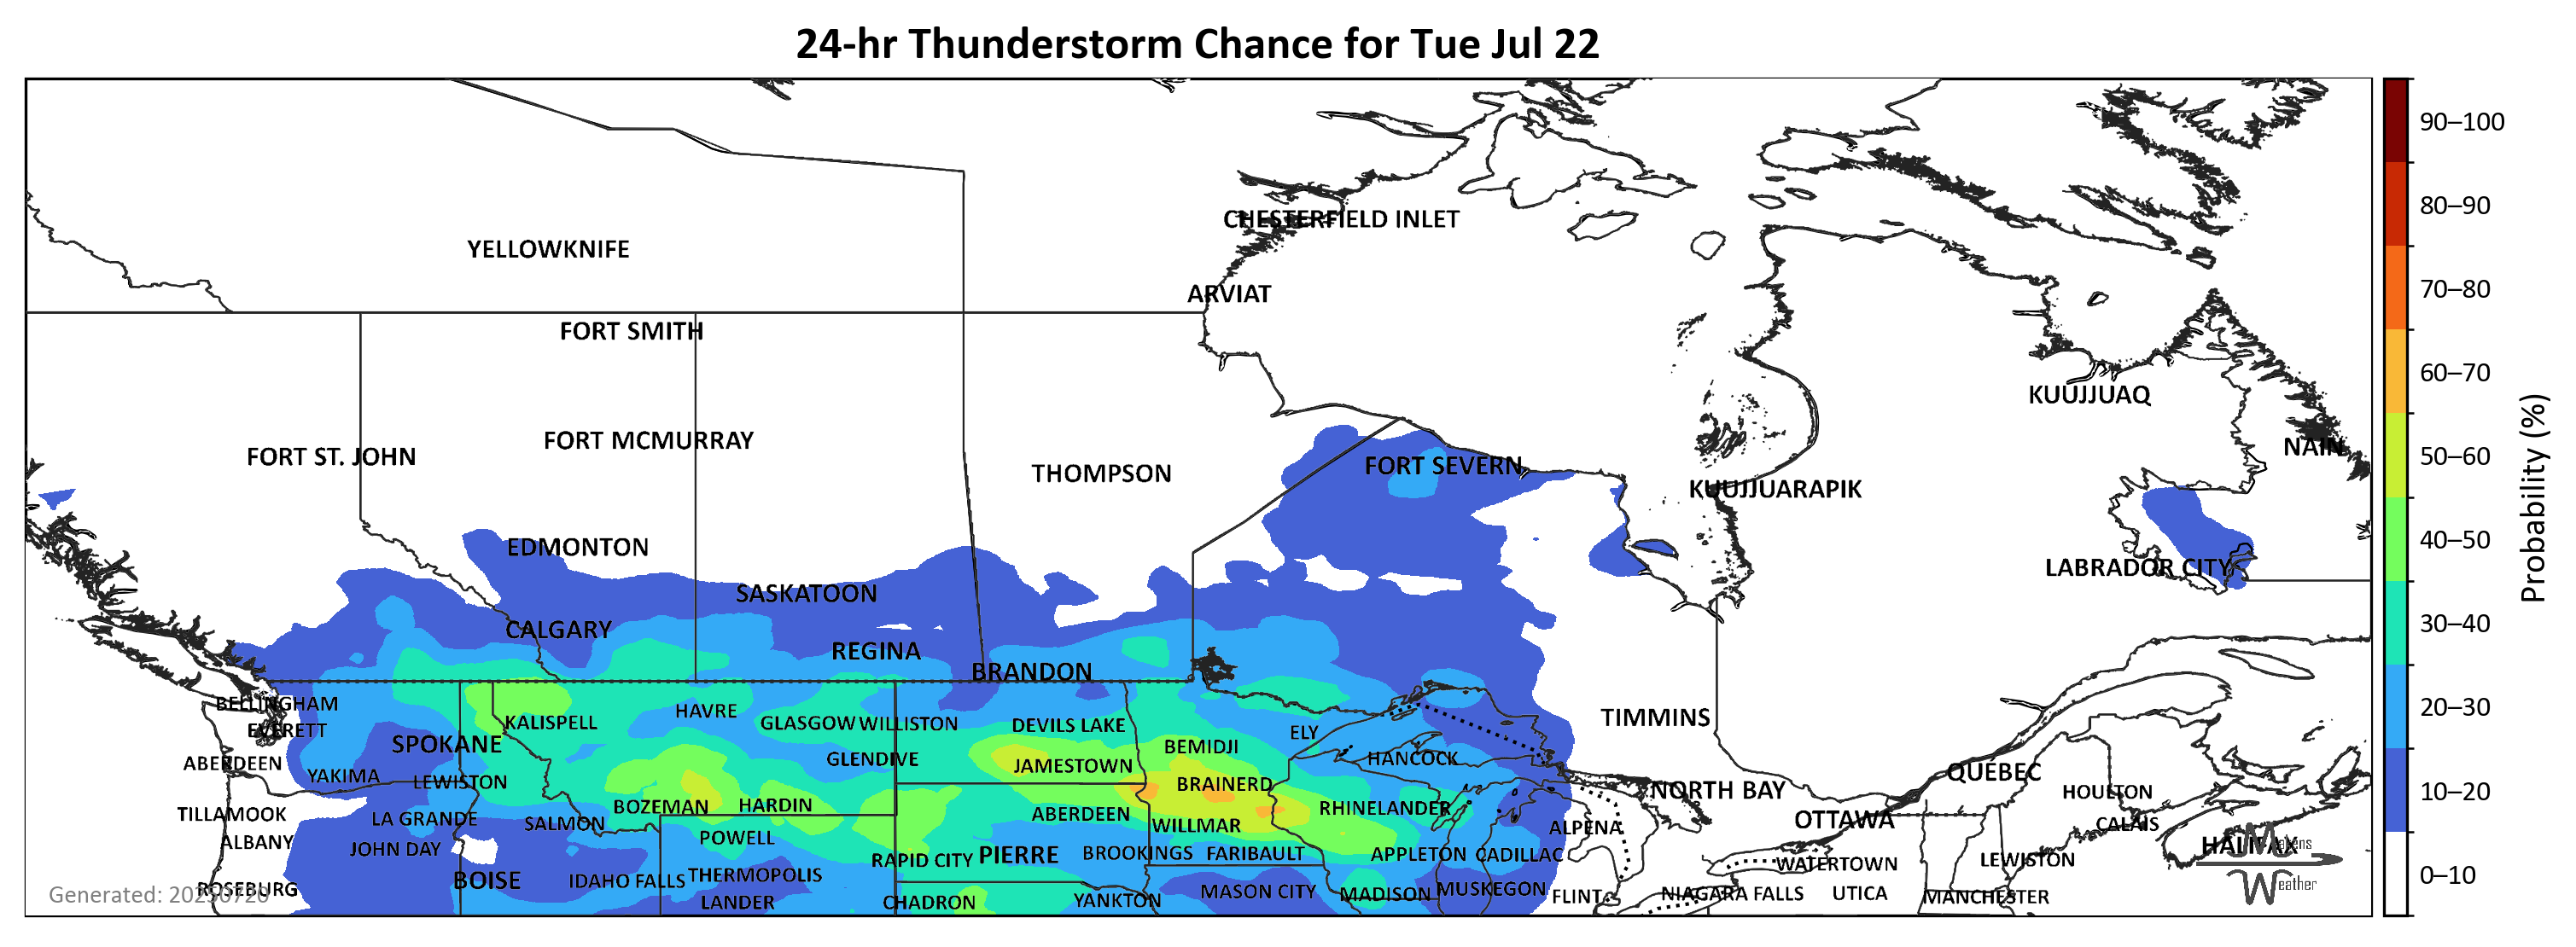 24-hr Thunderstorm Chance for Tue Jul 22
90–100
80–90
CHESTERFIELD INLET
YELLOWKNIFE
70–80
ARVIAT
FORT SMITH
60–70
KUUJJUAQ
FORT MCMURRAY
NAIN
50–60
FORT ST. JOHN
FORT SEVERN
THOMPSON
KUUJJUARAPIK
Probability (%)
40–50
EDMONTON
LABRADOR CITY
SASKATOON
30–40
CALGARY
REGINA
BRANDON
BELLINGHAM
20–30
HAVRE
TIMMINS
KALISPELL
GLASGOW WILLISTON
DEVILS LAKE
EVERETT
ELY
SPOKANE
BEMIDJI
GLENDIVE
HANCOCK
ABERDEEN
JAMESTOWN
QUÉBEC
YAKIMA
LEWISTON
BRAINERD
NORTH BAY
HOULTON
10–20
BOZEMAN
HARDIN
RHINELANDER
TILLAMOOK
ABERDEEN
LA GRANDE
OTTAWA
SALMON
WILLMAR
CALAIS
ALPENA
POWELL
ALBANY
HALIFAX
Makens
JOHN DAY
BROOKINGS
FARIBAULT
APPLETON
CADILLAC
PIERRE
RAPID CITY
LEWISTON
WATERTOWN
THERMOPOLIS
0–10
BOISE
IDAHO FALLS
Weather
ROSEBURG
MUSKEGON
MASON CITY
MADISON
NIAGARA FALLS
UTICA
Generated: 20250720
FLINT
MANCHESTER
YANKTON
LANDER
CHADRON